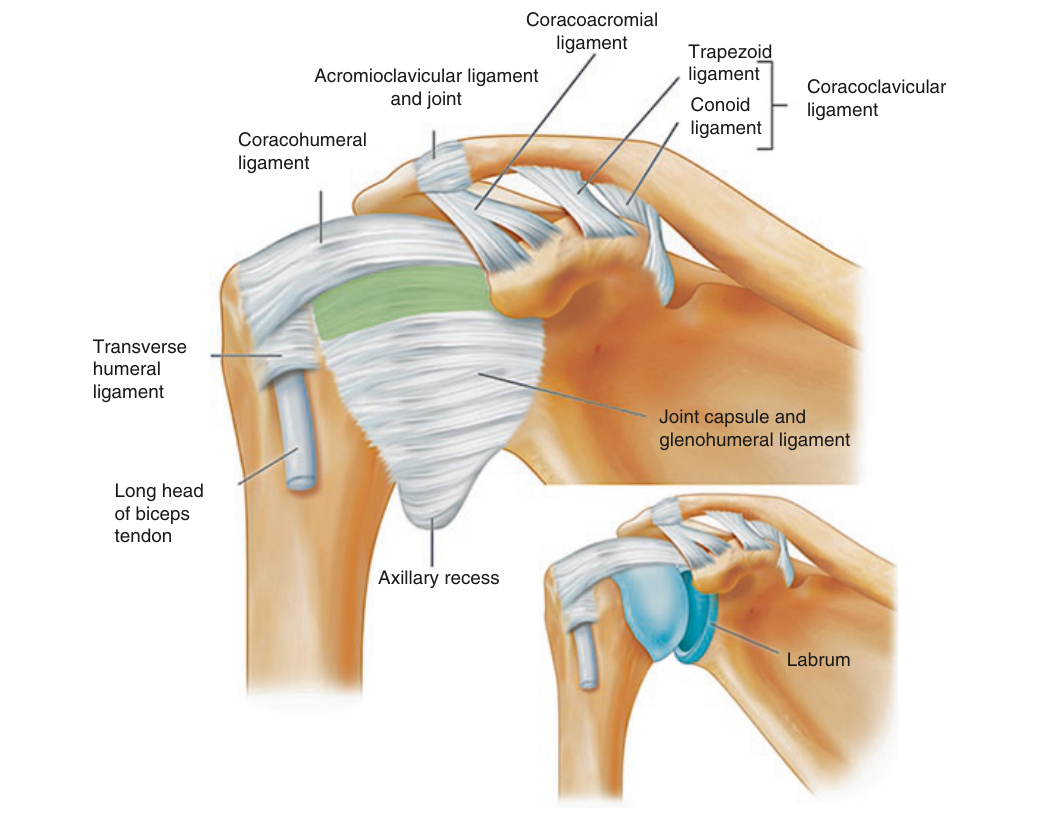 Coracoacromial
ligament
Trapezoid
ligament
Acromioclavicular ligament
and joint
Coracoclavicular
ligament
Conoid
ligament
Coracohumeral
ligament
Transverse
humeral
ligament
Joint capsule and
glenohumeral ligament
Long head
of biceps
tendon
Axillary recess
Labrum